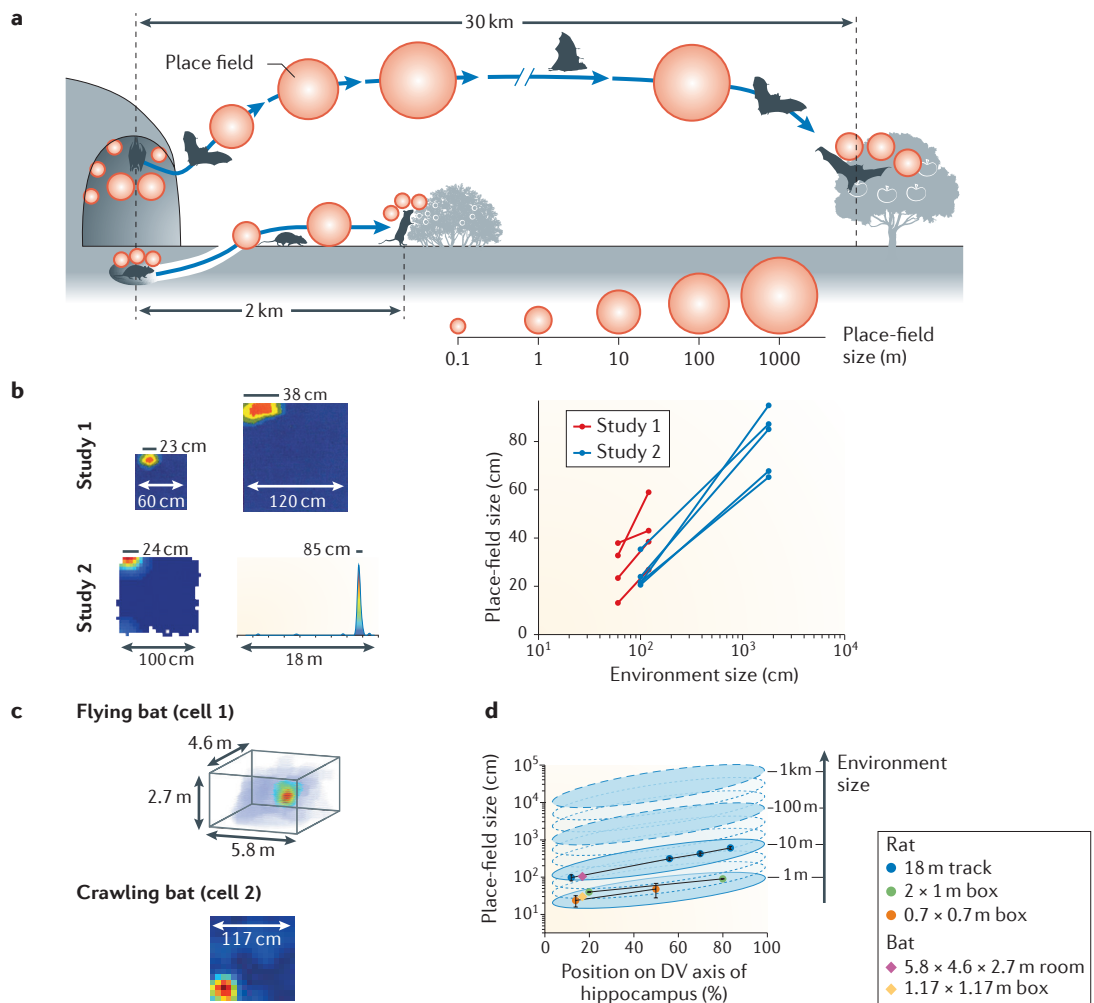 a
30 km
Place field
2 km
0.1
1
10
100
1000
Place-field
size (m)
b
Study 1
23 cm
60 cm
38 cm
120 cm
Study 2
24 cm
100 cm
85 cm
18 m
Study 1
Study 2
Place-field size (cm)
80
60
40
20
0
10¹
10²
10³
10⁴
Environment size (cm)
c
Flying bat (cell 1)
4.6 m
2.7 m
5.8 m
Crawling bat (cell 2)
117 cm
d
Place-field size (cm)
10⁵
10⁴
10³
10²
10¹
0
20
40
60
80
100
Position on DV axis of
hippocampus (%)
1 km
100 m
10 m
1 m
Environment
size
Rat
18 m track
2 × 1 m box
0.7 × 0.7 m box
Bat
5.8 × 4.6 × 2.7 m room
1.17 × 1.17 m box